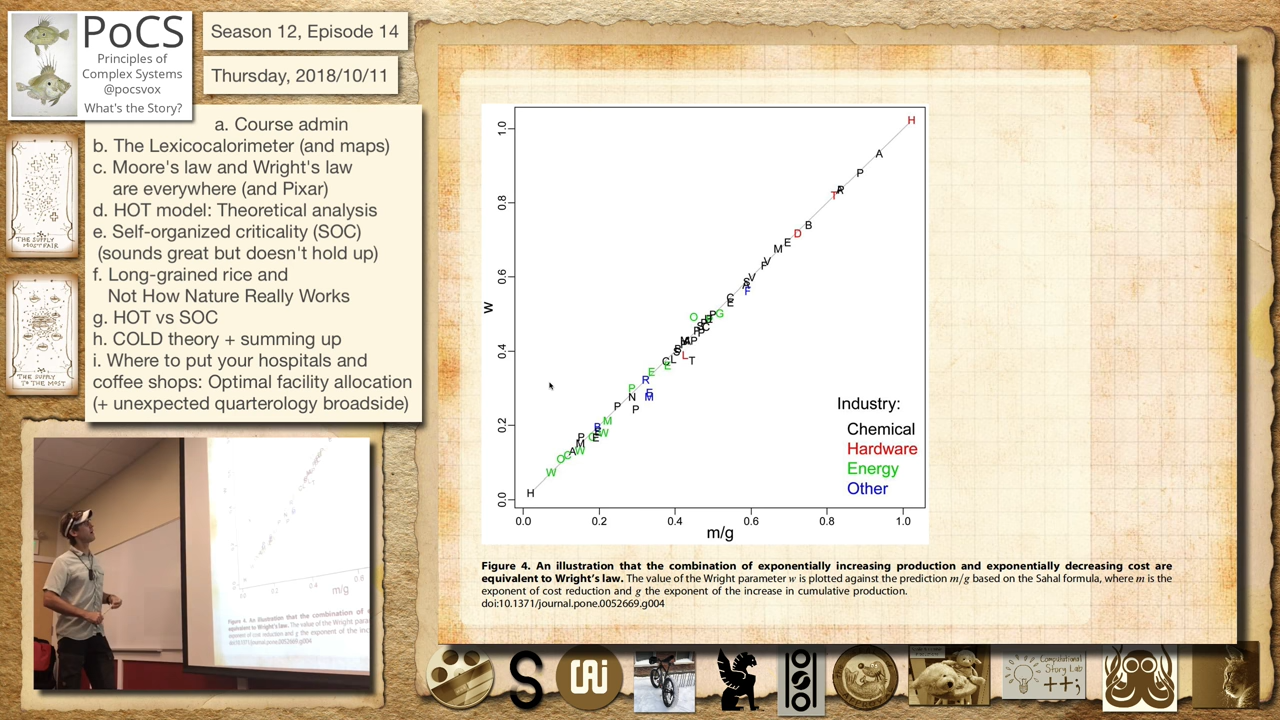 PoCS
Principles of
Complex Systems
@pocsvox
What's the Story?
Season 12, Episode 14
Thursday, 2018/10/11
a. Course admin
b. The Lexicocalorimeter (and maps)
c. Moore's law and Wright's law
are everywhere (and Pixar)
d. HOT model: Theoretical analysis
e. Self-organized criticality (SOC)
(sounds great but doesn't hold up)
f. Long-grained rice and
Not How Nature Really Works
g. HOT vs SOC
h. COLD theory + summing up
i. Where to put your hospitals and
coffee shops: Optimal facility allocation
(+ unexpected quarterology broadside)
1.0
0.8
0.6
0.4
0.2
0.0
w
0.0 0.2 0.4 0.6 0.8 1.0
m/g
Industry:
Chemical
Hardware
Energy
Other
Figure 4. An illustration that the combination of exponentially increasing production and exponentially decreasing cost are
equivalent to Wright's law. The value of the Wright parameter w is plotted against the prediction m/g based on the Sahal formula, where m is the
exponent of cost reduction and g the exponent of the increase in cumulative production.
doi:10.1371/journal.pone.0052669.g004
0.4 0.6
m/g
Computational
Story Lab
++;